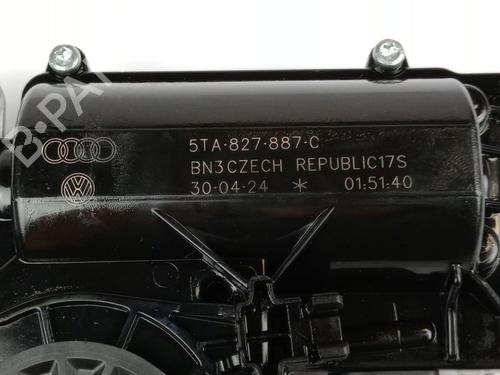 5TA·827·887·C
BN3CZECH REPUBLIC17S
30·04·24 * 01:51:40
B-PA